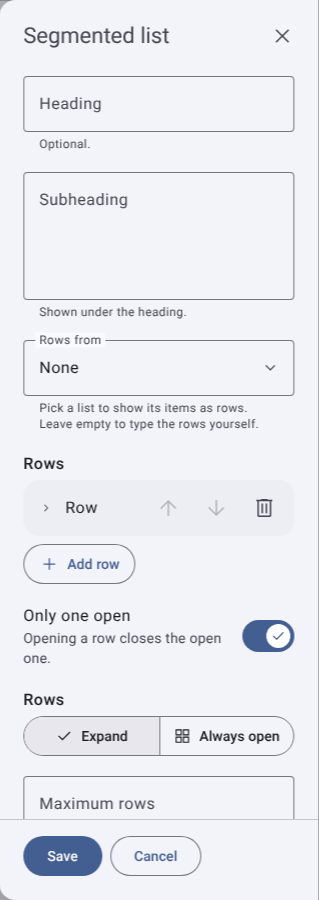 Segmented list
Heading
Optional.
Subheading
Shown under the heading.
Rows from
None
Pick a list to show its items as rows.
Leave empty to type the rows yourself.
Rows
Row
Add row
Only one open
Opening a row closes the open
one.
Rows
Expand
Always open
Maximum rows
Save
Cancel